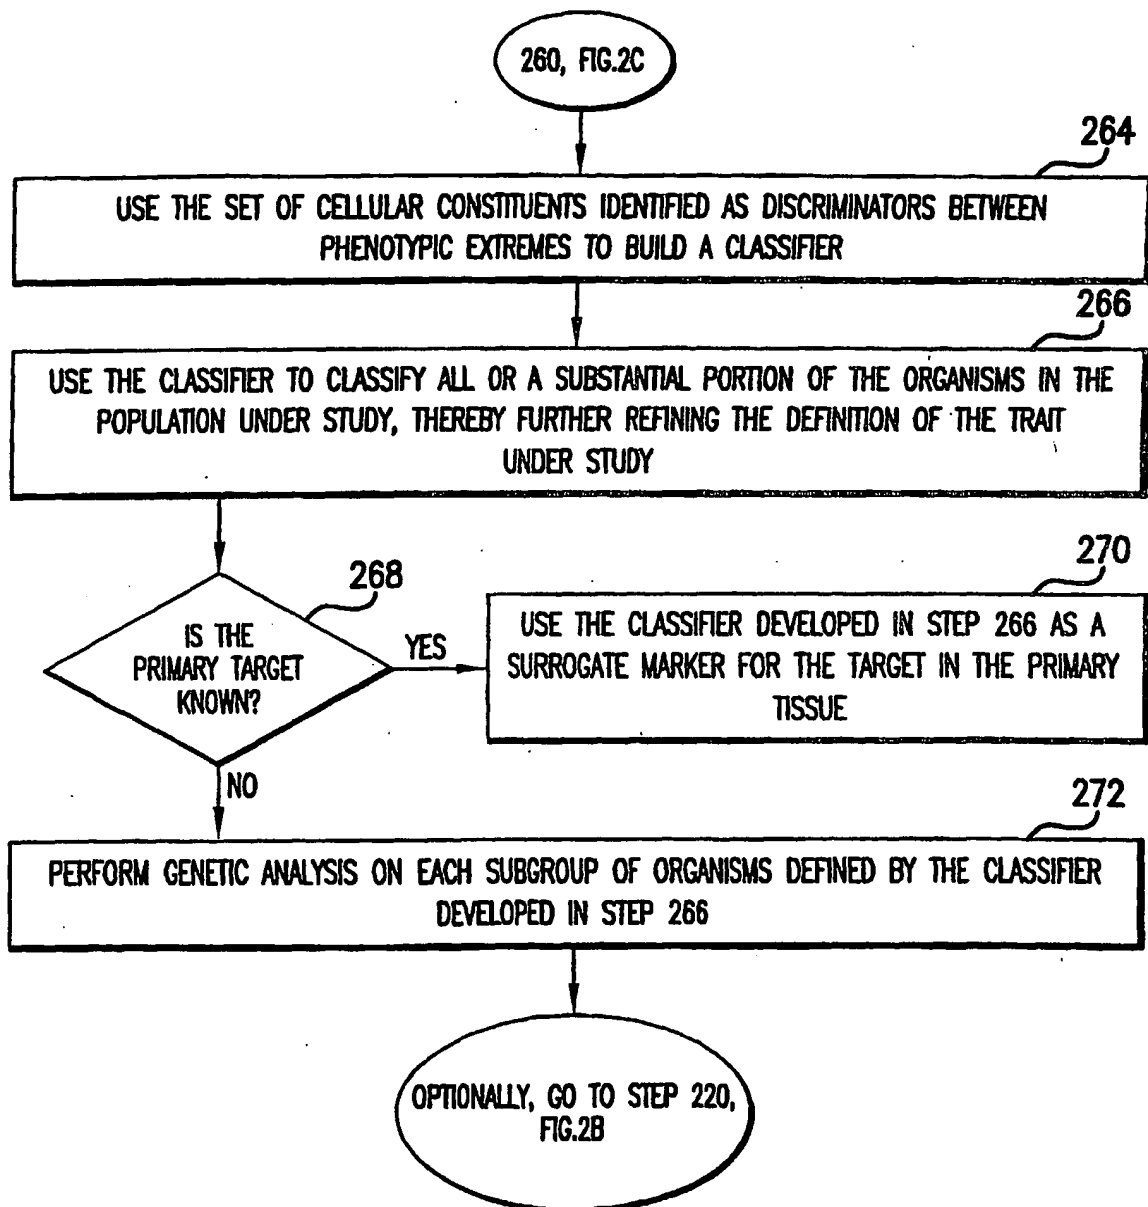 260, FIG.2C
264
USE THE SET OF CELLULAR CONSTITUENTS IDENTIFIED AS DISCRIMINATORS BETWEEN
PHENOTYPIC EXTREMES TO BUILD A CLASSIFIER
266
USE THE CLASSIFIER TO CLASSIFY ALL OR A SUBSTANTIAL PORTION OF THE ORGANISMS IN THE
POPULATION UNDER STUDY, THEREBY FURTHER REFINING THE DEFINITION OF THE TRAIT
UNDER STUDY
268
IS THE
PRIMARY TARGET
KNOWN?
YES
270
USE THE CLASSIFIER DEVELOPED IN STEP 266 AS A
SURROGATE MARKER FOR THE TARGET IN THE PRIMARY
TISSUE
NO
272
PERFORM GENETIC ANALYSIS ON EACH SUBGROUP OF ORGANISMS DEFINED BY THE CLASSIFIER
DEVELOPED IN STEP 266
OPTIONALLY, GO TO STEP 220,
FIG.2B